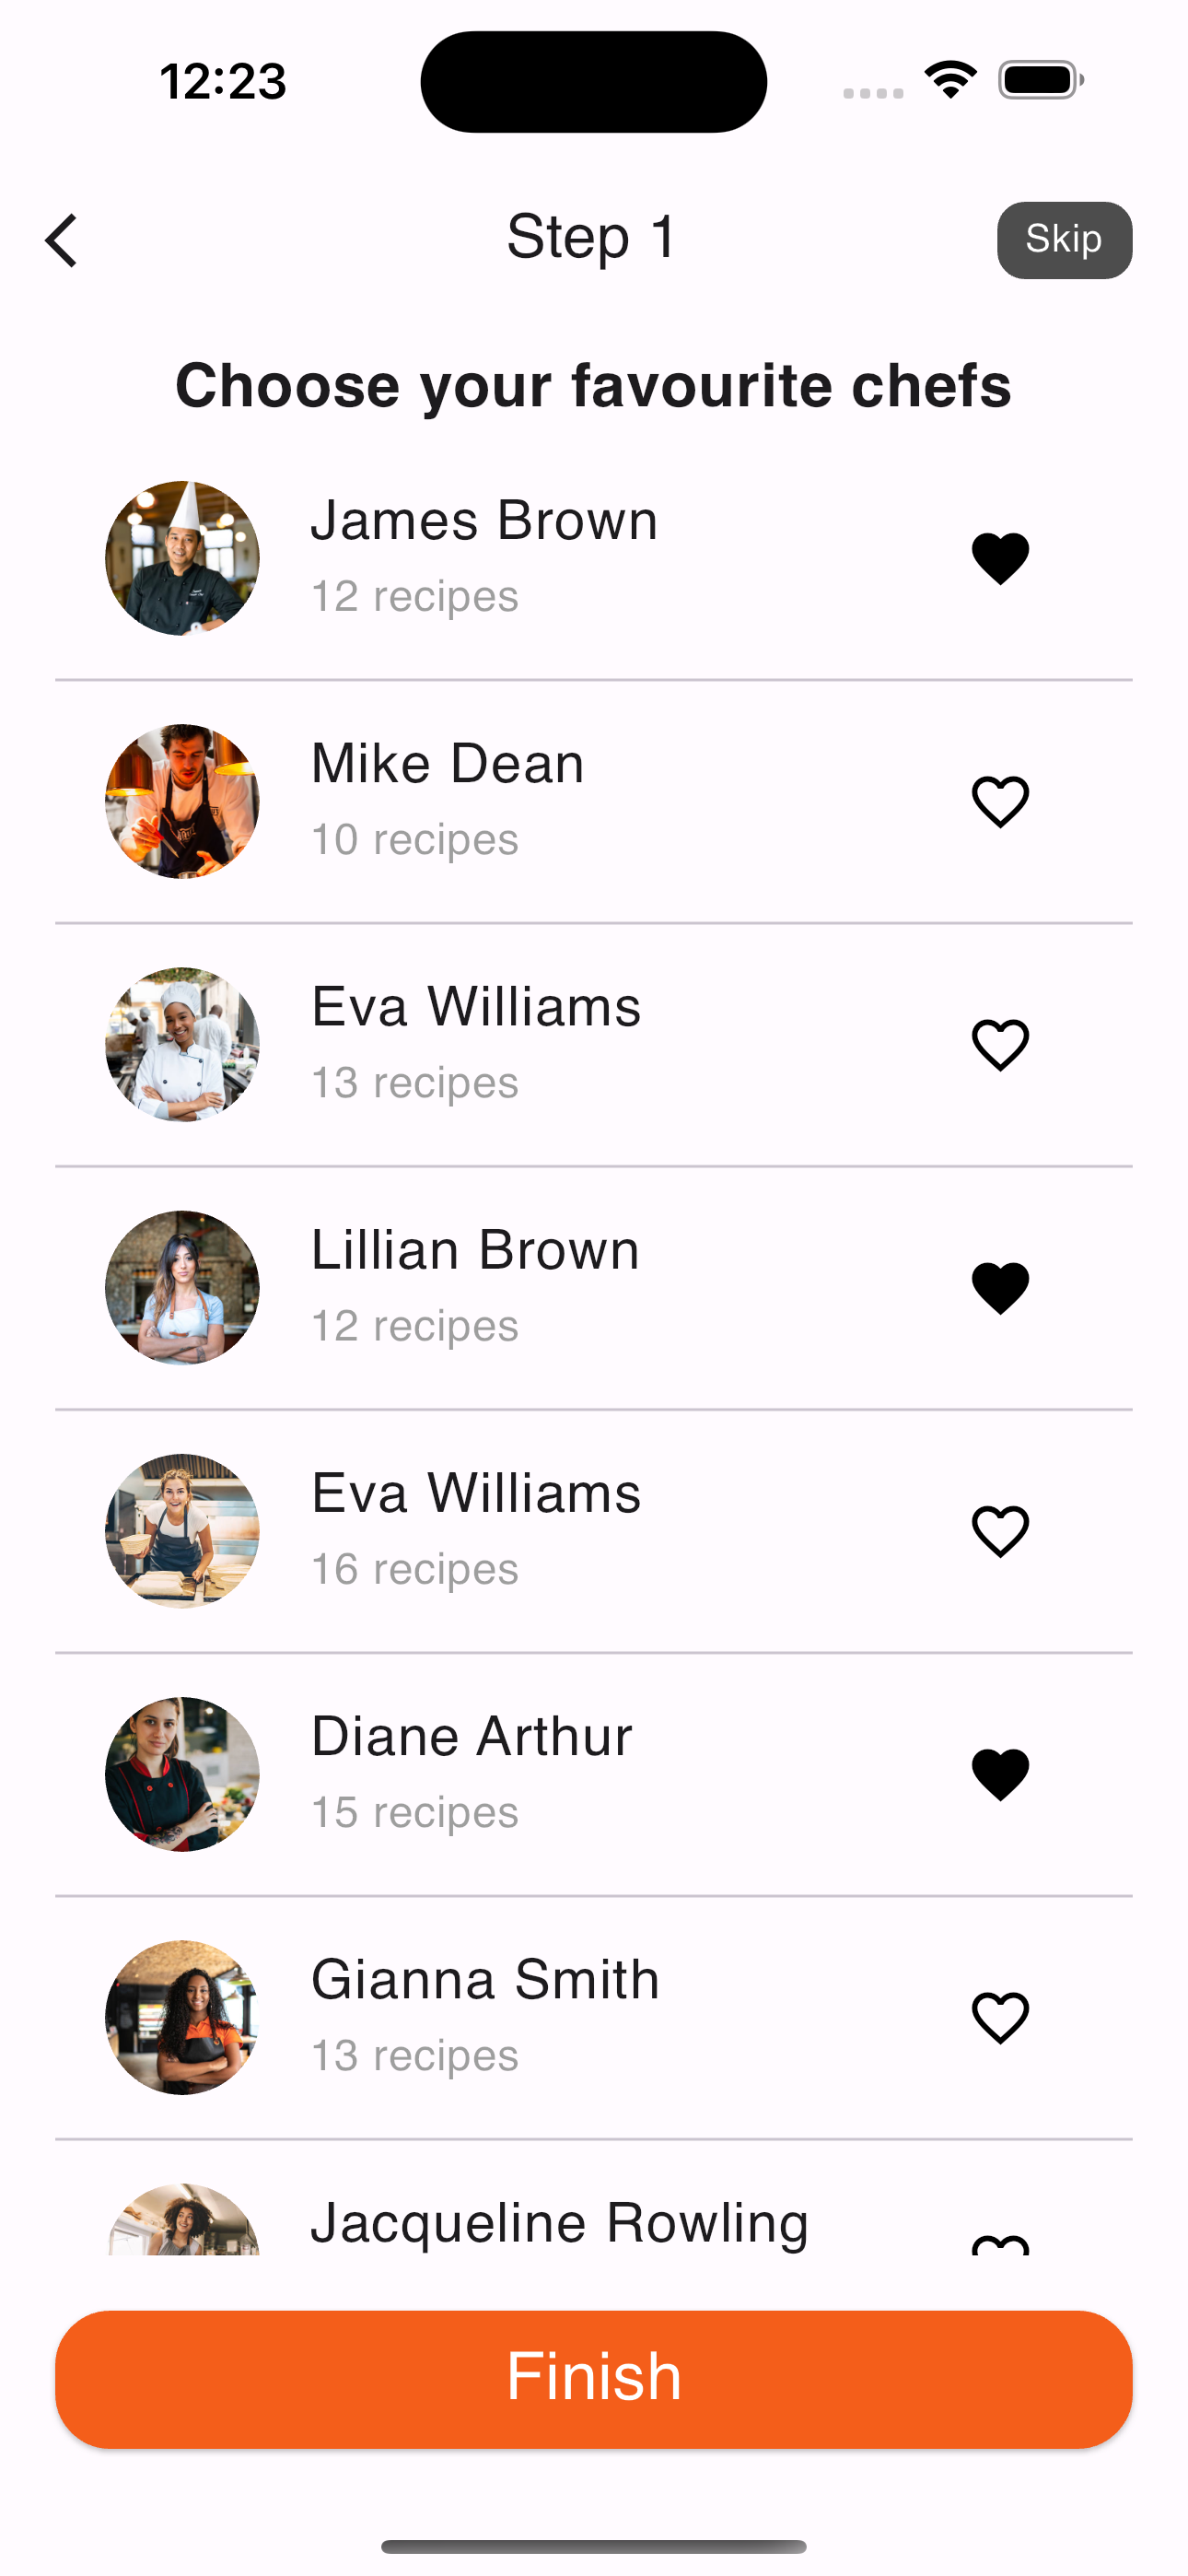 12:23
Step 1
Skip
Choose your favourite chefs
James Brown
12 recipes
Mike Dean
10 recipes
Eva Williams
13 recipes
Lillian Brown
12 recipes
Eva Williams
16 recipes
Diane Arthur
15 recipes
Gianna Smith
13 recipes
Jacqueline Rowling
Finish